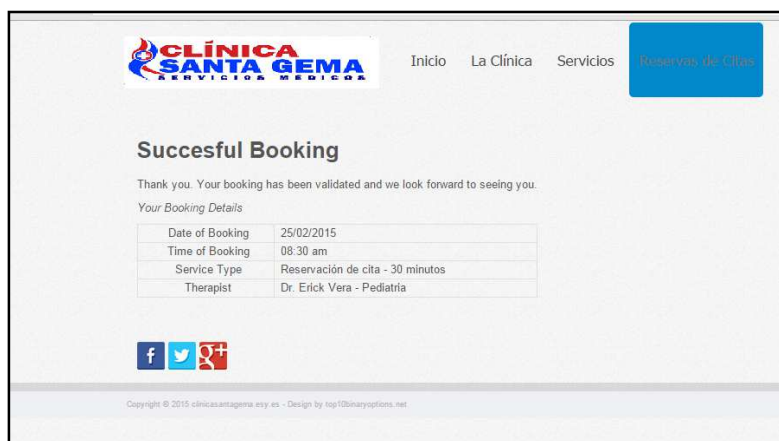 CLÍNICA
SANTA GEMA
SERVICIOS MEDICOS
Inicio La Clínica Servicios Reservas de Citas
Succesful Booking
Thank you. Your booking has been validated and we look forward to seeing you.
Your Booking Details
Date of Booking 25/02/2015
Time of Booking 08:30 am
Service Type Reservación de cita - 30 minutos
Therapist Dr. Erick Vera - Pediatria
f g+
Copyright © 2015 clinicasantagema.esy.es - Design by top10binaryoptions.net